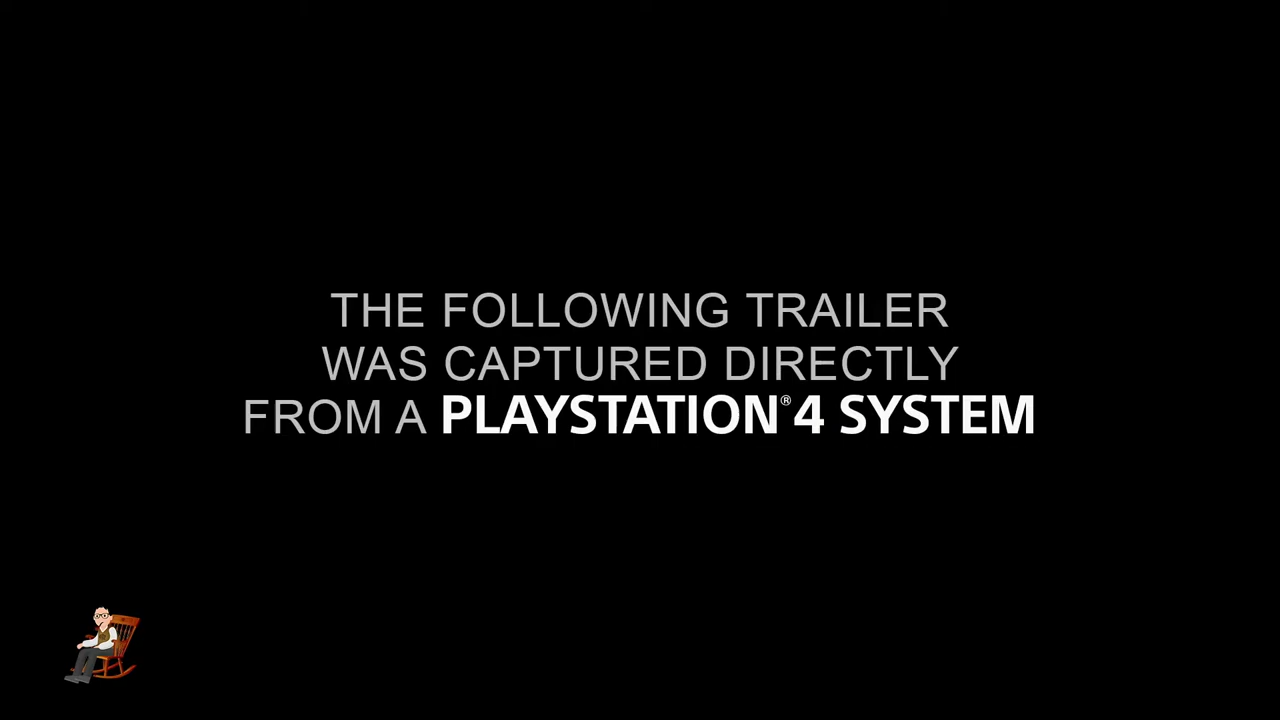 THE FOLLOWING TRAILER
WAS CAPTURED DIRECTLY
FROM A PLAYSTATION®4 SYSTEM